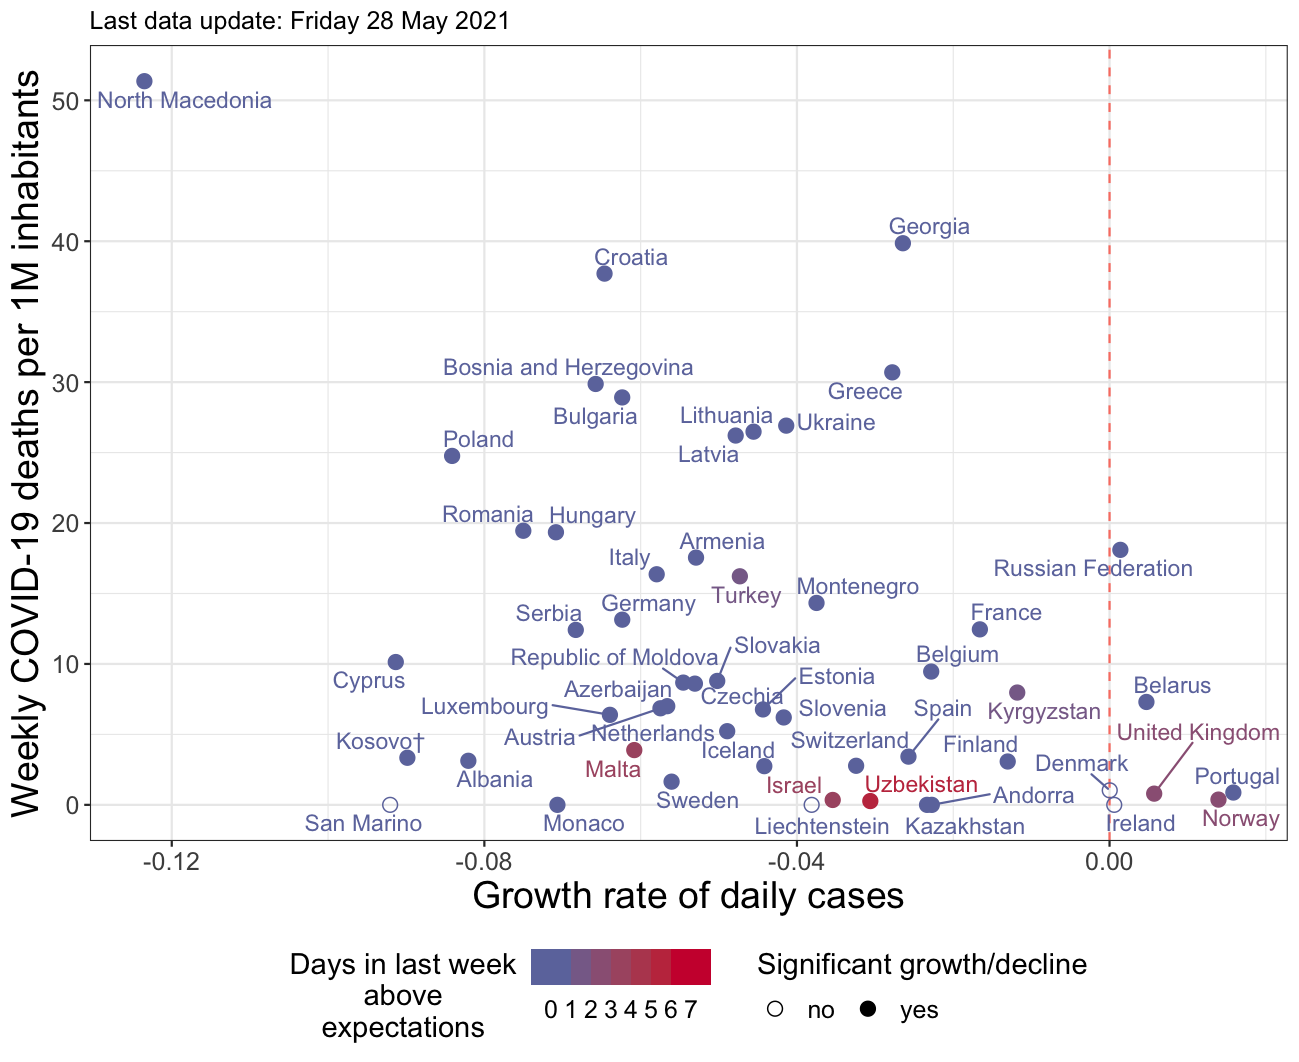 Last data update: Friday 28 May 2021
Weekly COVID-19 deaths per 1M inhabitants
50
40
30
20
10
0
North Macedonia
Georgia
Croatia
Bosnia and Herzegovina
Greece
Bulgaria
Lithuania
Ukraine
Poland
Latvia
Romania
Hungary
Armenia
Italy
Russian Federation
Turkey
Montenegro
Germany
Serbia
France
Slovakia
Republic of Moldova
Belgium
Cyprus
Estonia
Azerbaijan
Czechia
Belarus
Luxembourg
Slovenia
Spain
Kyrgyzstan
Austria
Netherlands
United Kingdom
Kosovo†
Iceland
Switzerland
Finland
Malta
Denmark
Albania
Israel
Uzbekistan
Portugal
Sweden
Andorra
San Marino
Monaco
Liechtenstein
Kazakhstan
Ireland
Norway
-0.12
-0.08
-0.04
0.00
Growth rate of daily cases
Days in last week
above
expectations
0 1 2 3 4 5 6 7
Significant growth/decline
no
yes